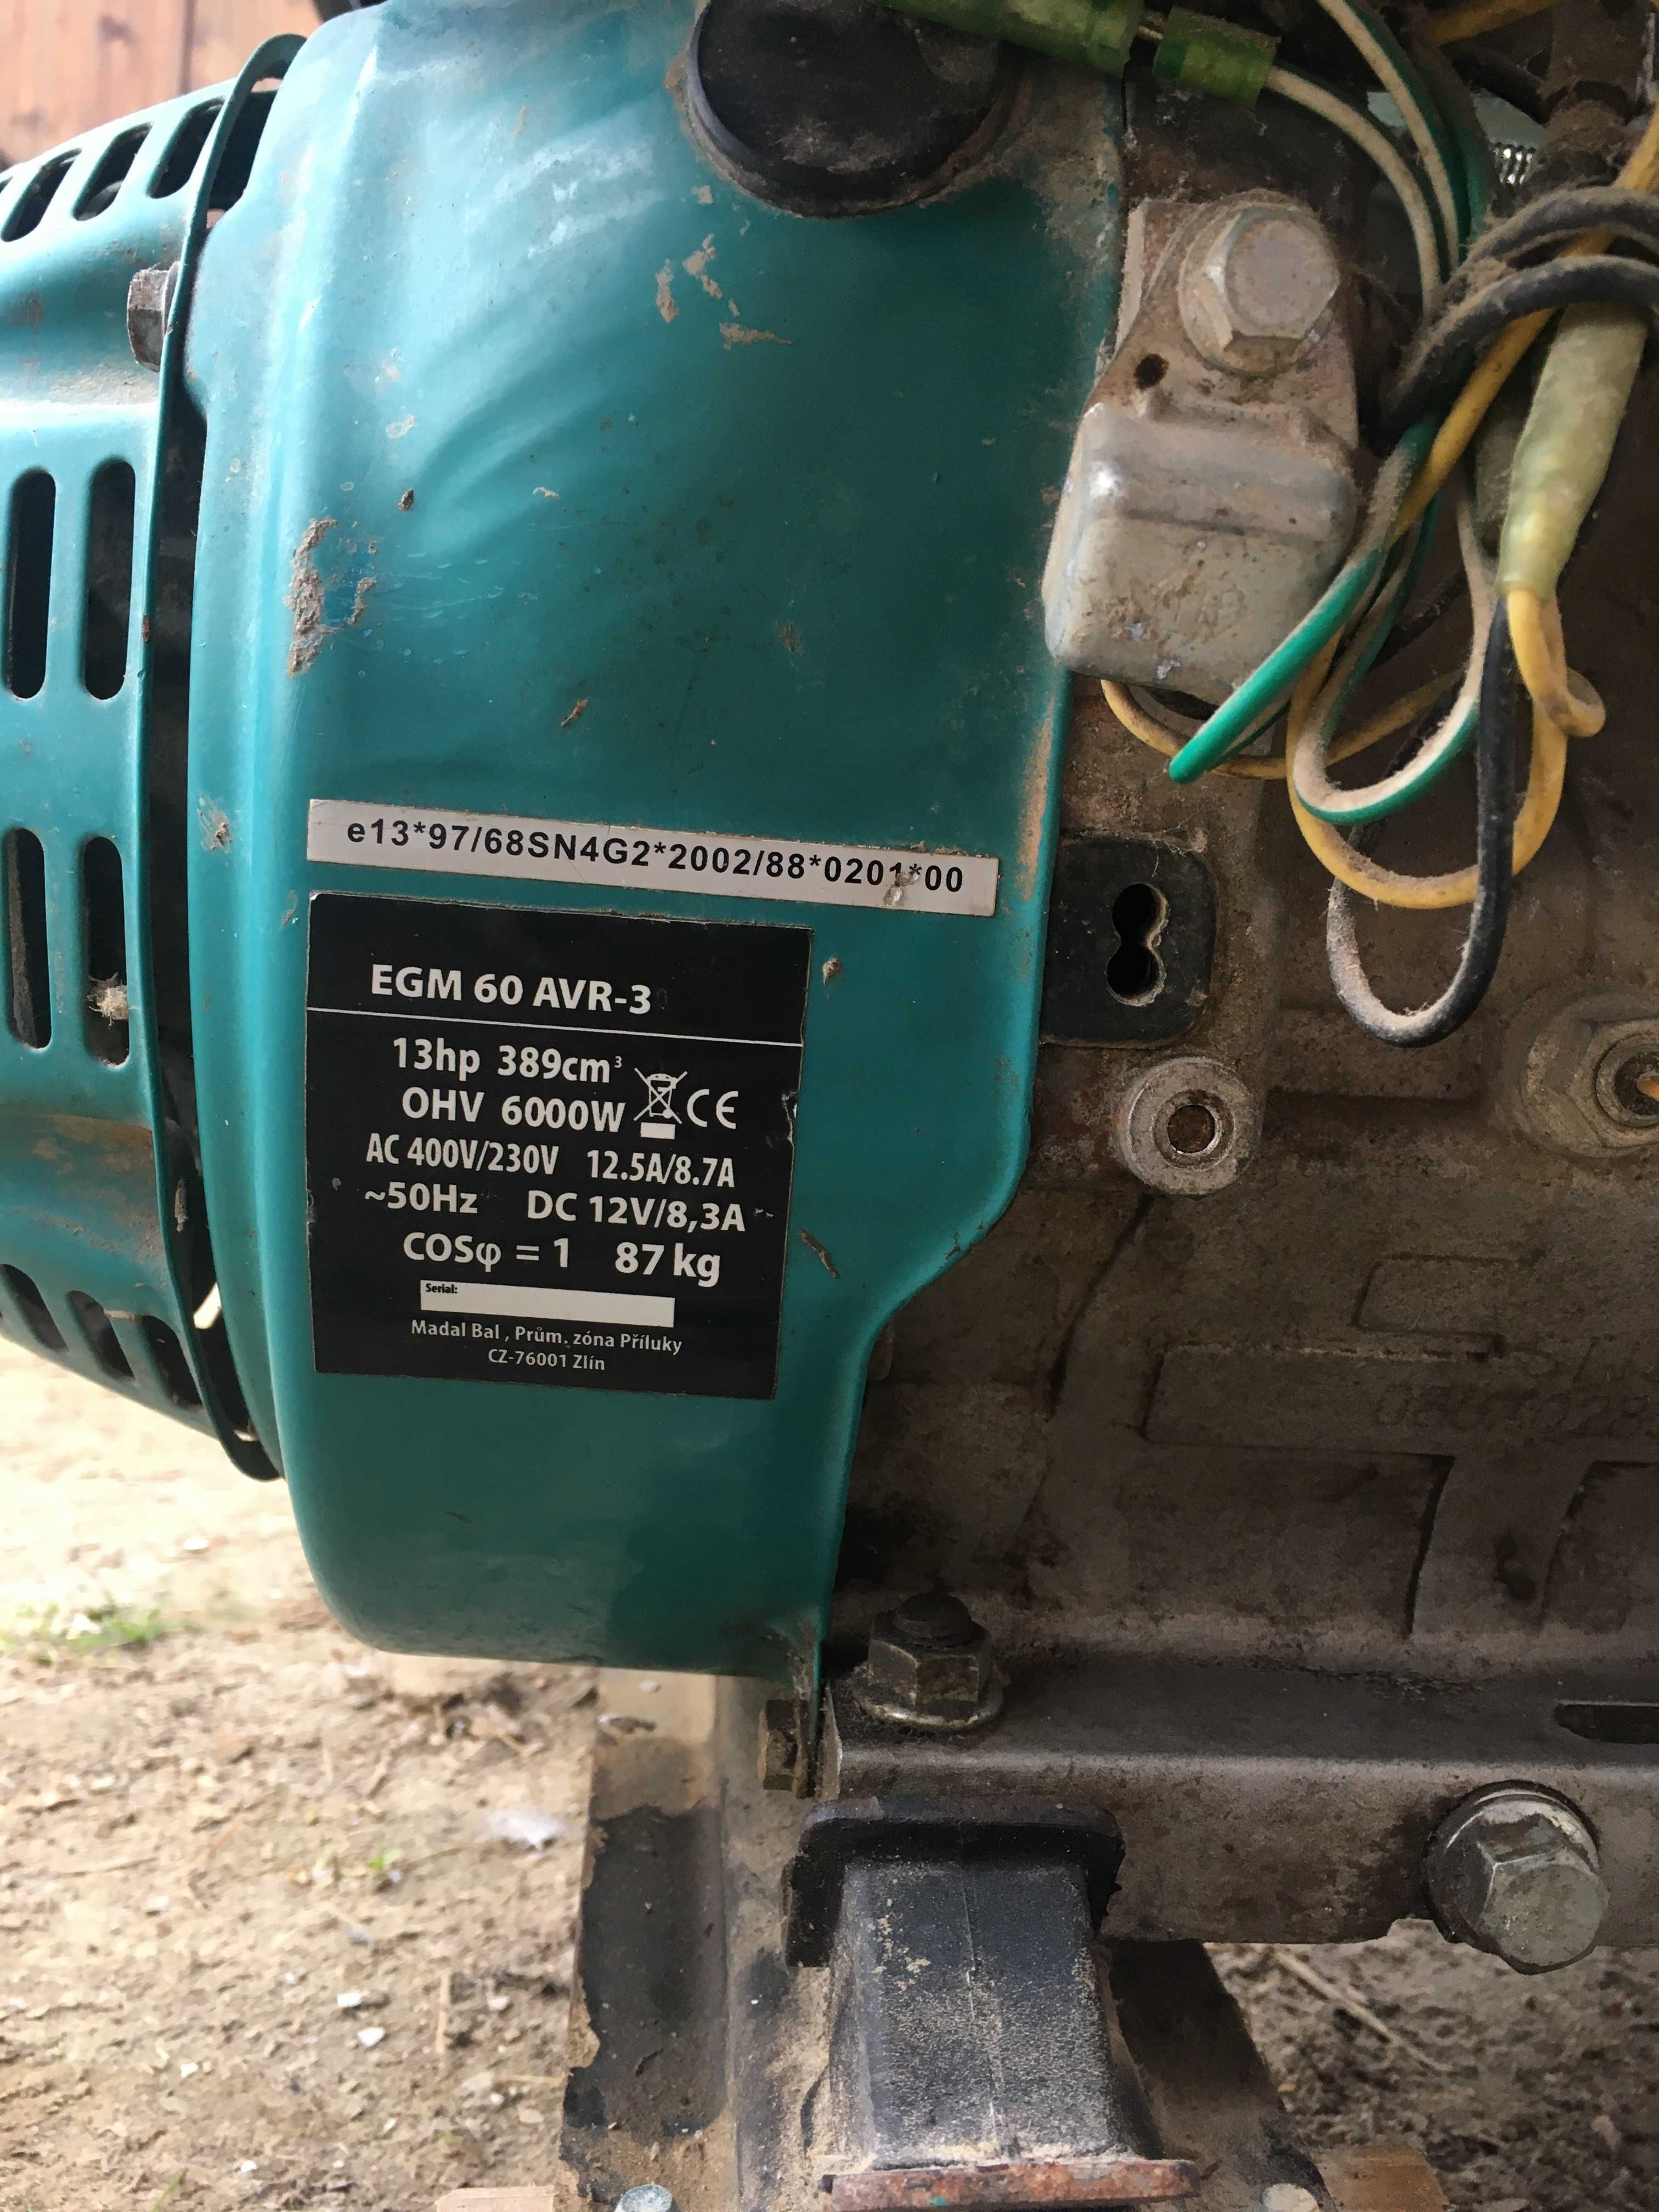 e13*97/68SN4G2*2002/88*0201*00
EGM 60 AVR-3
13hp 389cm³
OHV 6000W CE
AC 400V/230V 12.5A/8.7A
~50Hz DC 12V/8,3A
COSφ = 1 87 kg
Serial:
Madal Bal , Prům. zóna Příluky
CZ-76001 Zlín